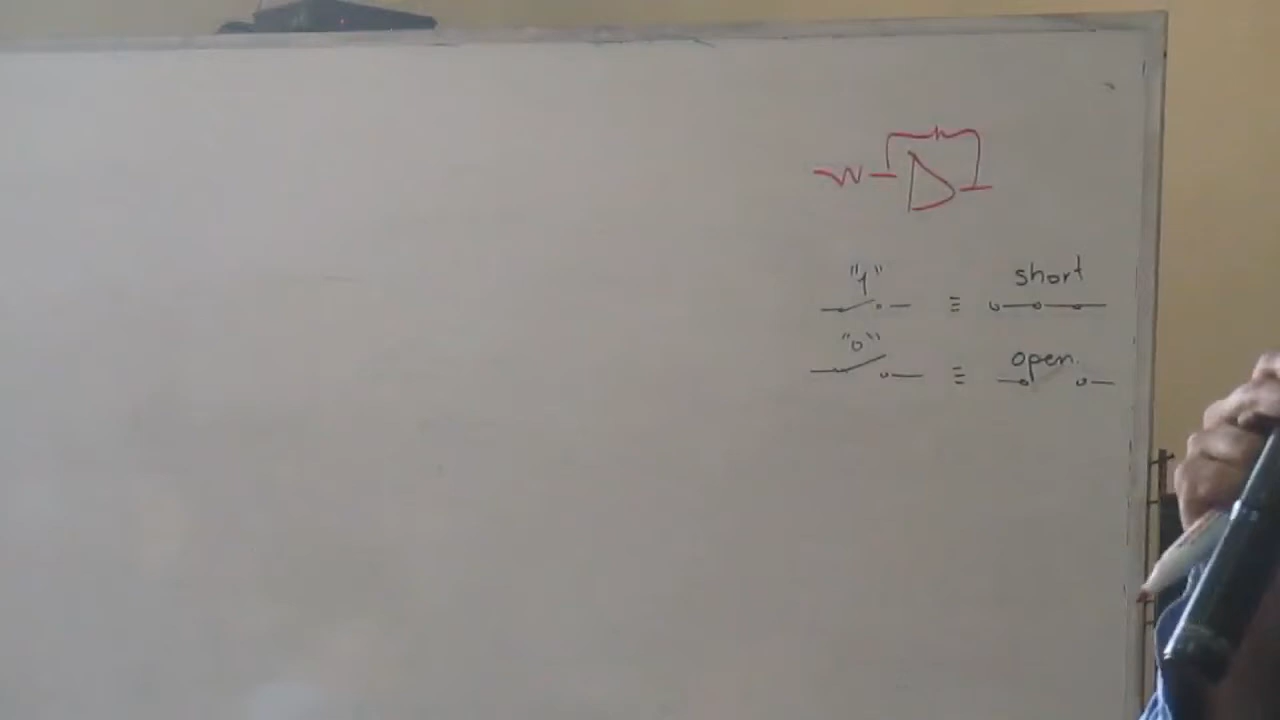 "1"
≡
short
"0"
≡
open